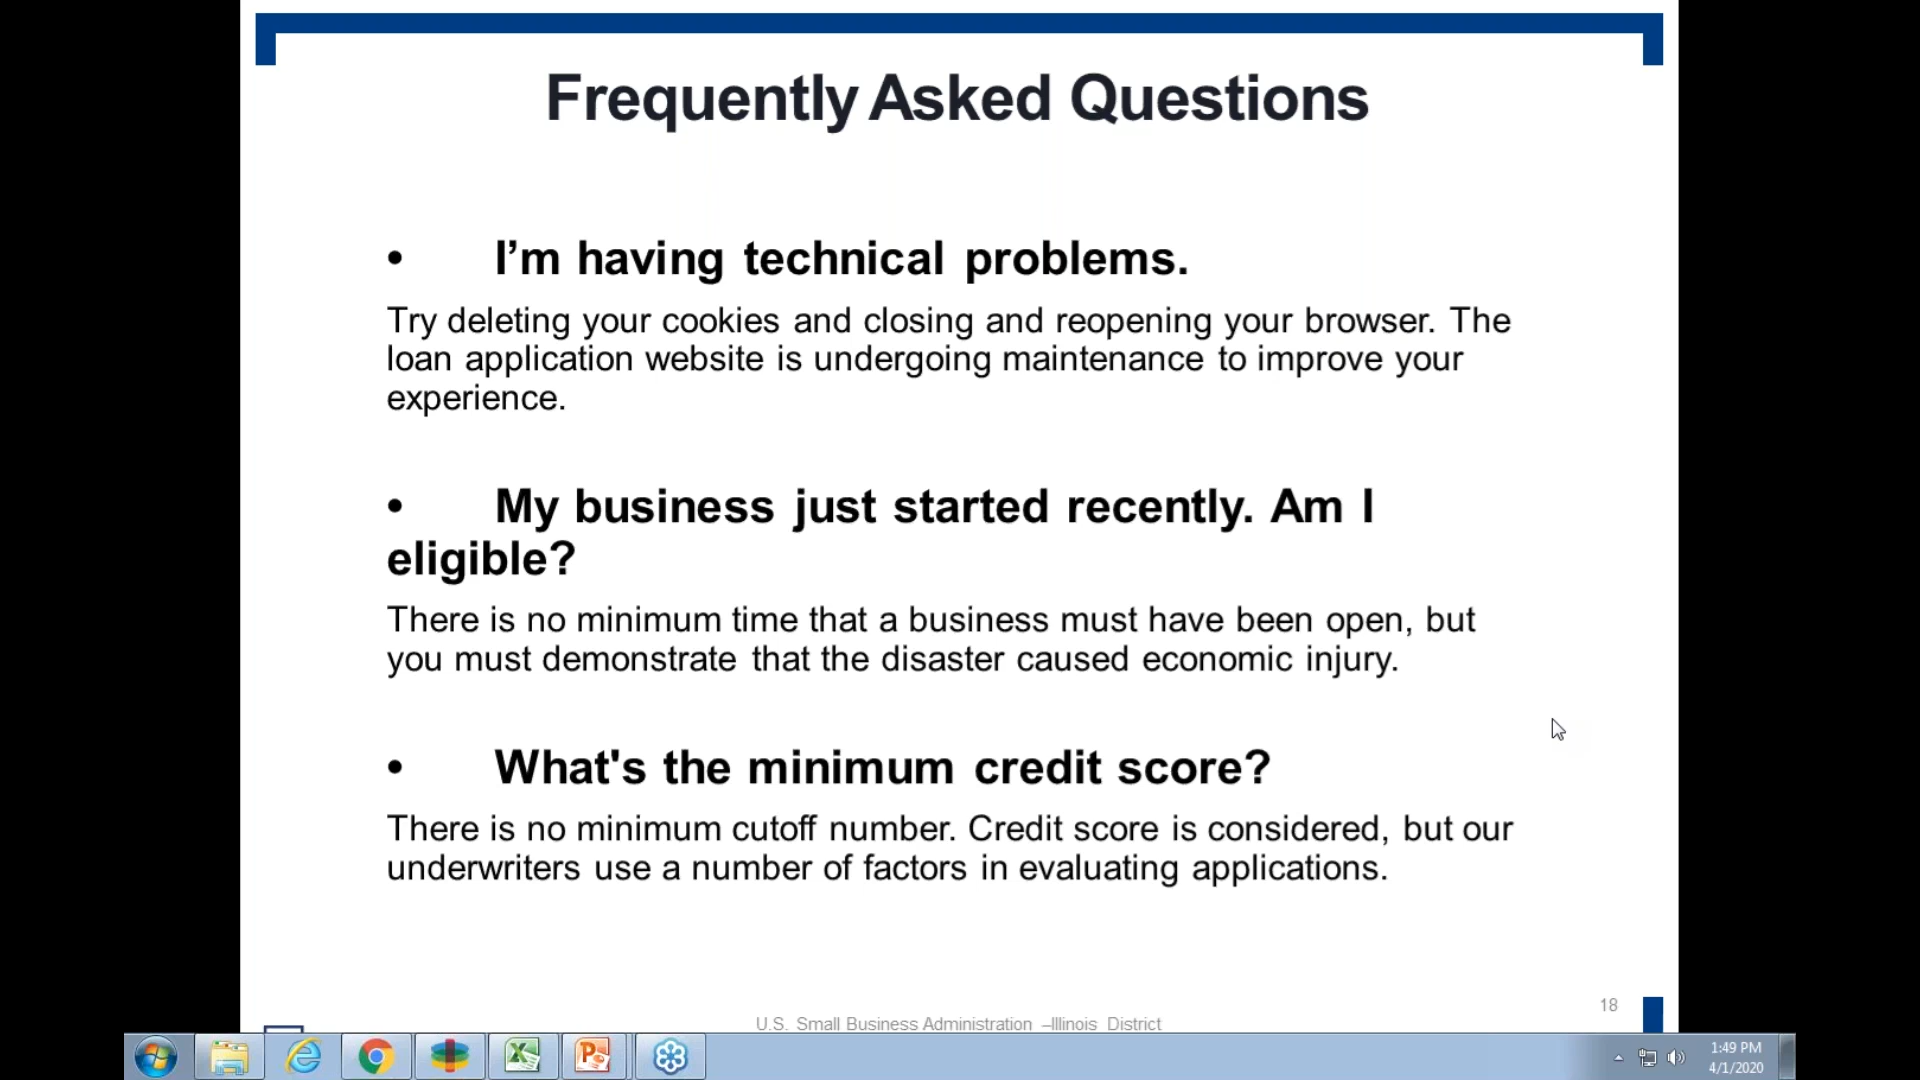 Frequently Asked Questions
• I’m having technical problems.
Try deleting your cookies and closing and reopening your browser. The
loan application website is undergoing maintenance to improve your
experience.
• My business just started recently. Am I
eligible?
There is no minimum time that a business must have been open, but
you must demonstrate that the disaster caused economic injury.
• What's the minimum credit score?
There is no minimum cutoff number. Credit score is considered, but our
underwriters use a number of factors in evaluating applications.
18
U.S. Small Business Administration –Illinois District
1:49 PM
4/1/2020